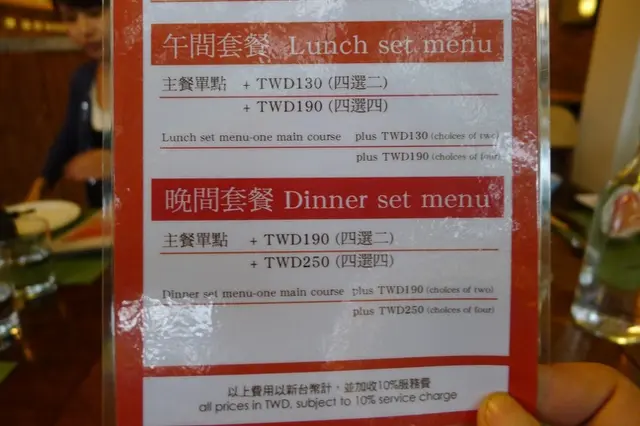 午間套餐 Lunch set menu
主餐單點 + TWD130 (四選二)
+ TWD190 (四選四)
Lunch set menu-one main course plus TWD130 (choices of two)
plus TWD190 (choices of four)
晚間套餐 Dinner set menu
主餐單點 + TWD190 (四選二)
+ TWD250 (四選四)
Dinner set menu-one main course plus TWD190 (choices of two)
plus TWD250 (choices of four)
以上費用以新台幣計，並加收10%服務費
all prices in TWD, subject to 10% service charge